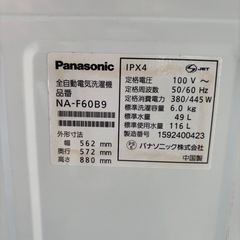 Panasonic
全自動電気洗濯機
品番
NA-F60B9
外形寸法
幅 562 mm
奥行 572 mm
高さ 880 mm
IPX4 JET
定格電圧 100 V ～
定格周波数 50/60 Hz
定格消費電力 380/445 W
標準洗濯容量 6.0 kg
標準水量 49 L
標準使用水量 116 L
製造番号 1592400423
パナソニック株式会社
中国製